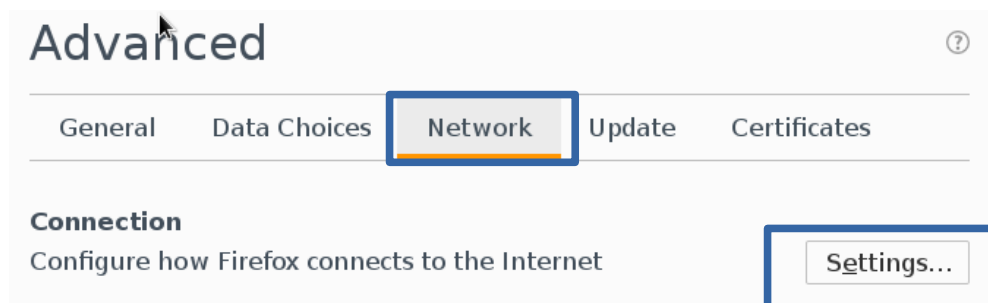 Advanced
?
General Data Choices Network Update Certificates
Connection
Configure how Firefox connects to the Internet
Settings...